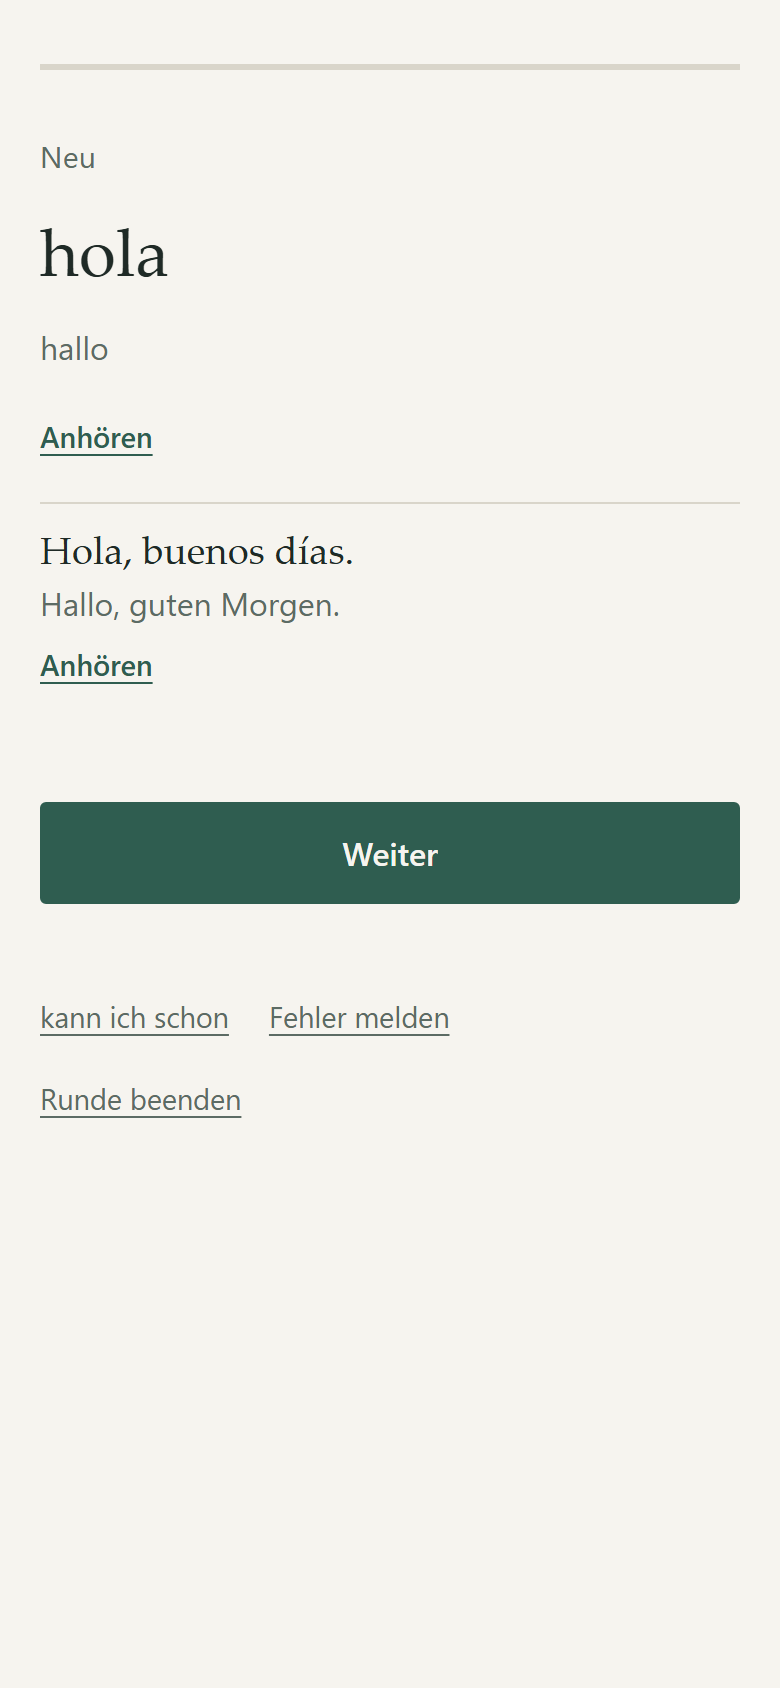 Neu
hola
hallo
Anhören
Hola, buenos días.
Hallo, guten Morgen.
Anhören
Weiter
kann ich schon Fehler melden
Runde beenden